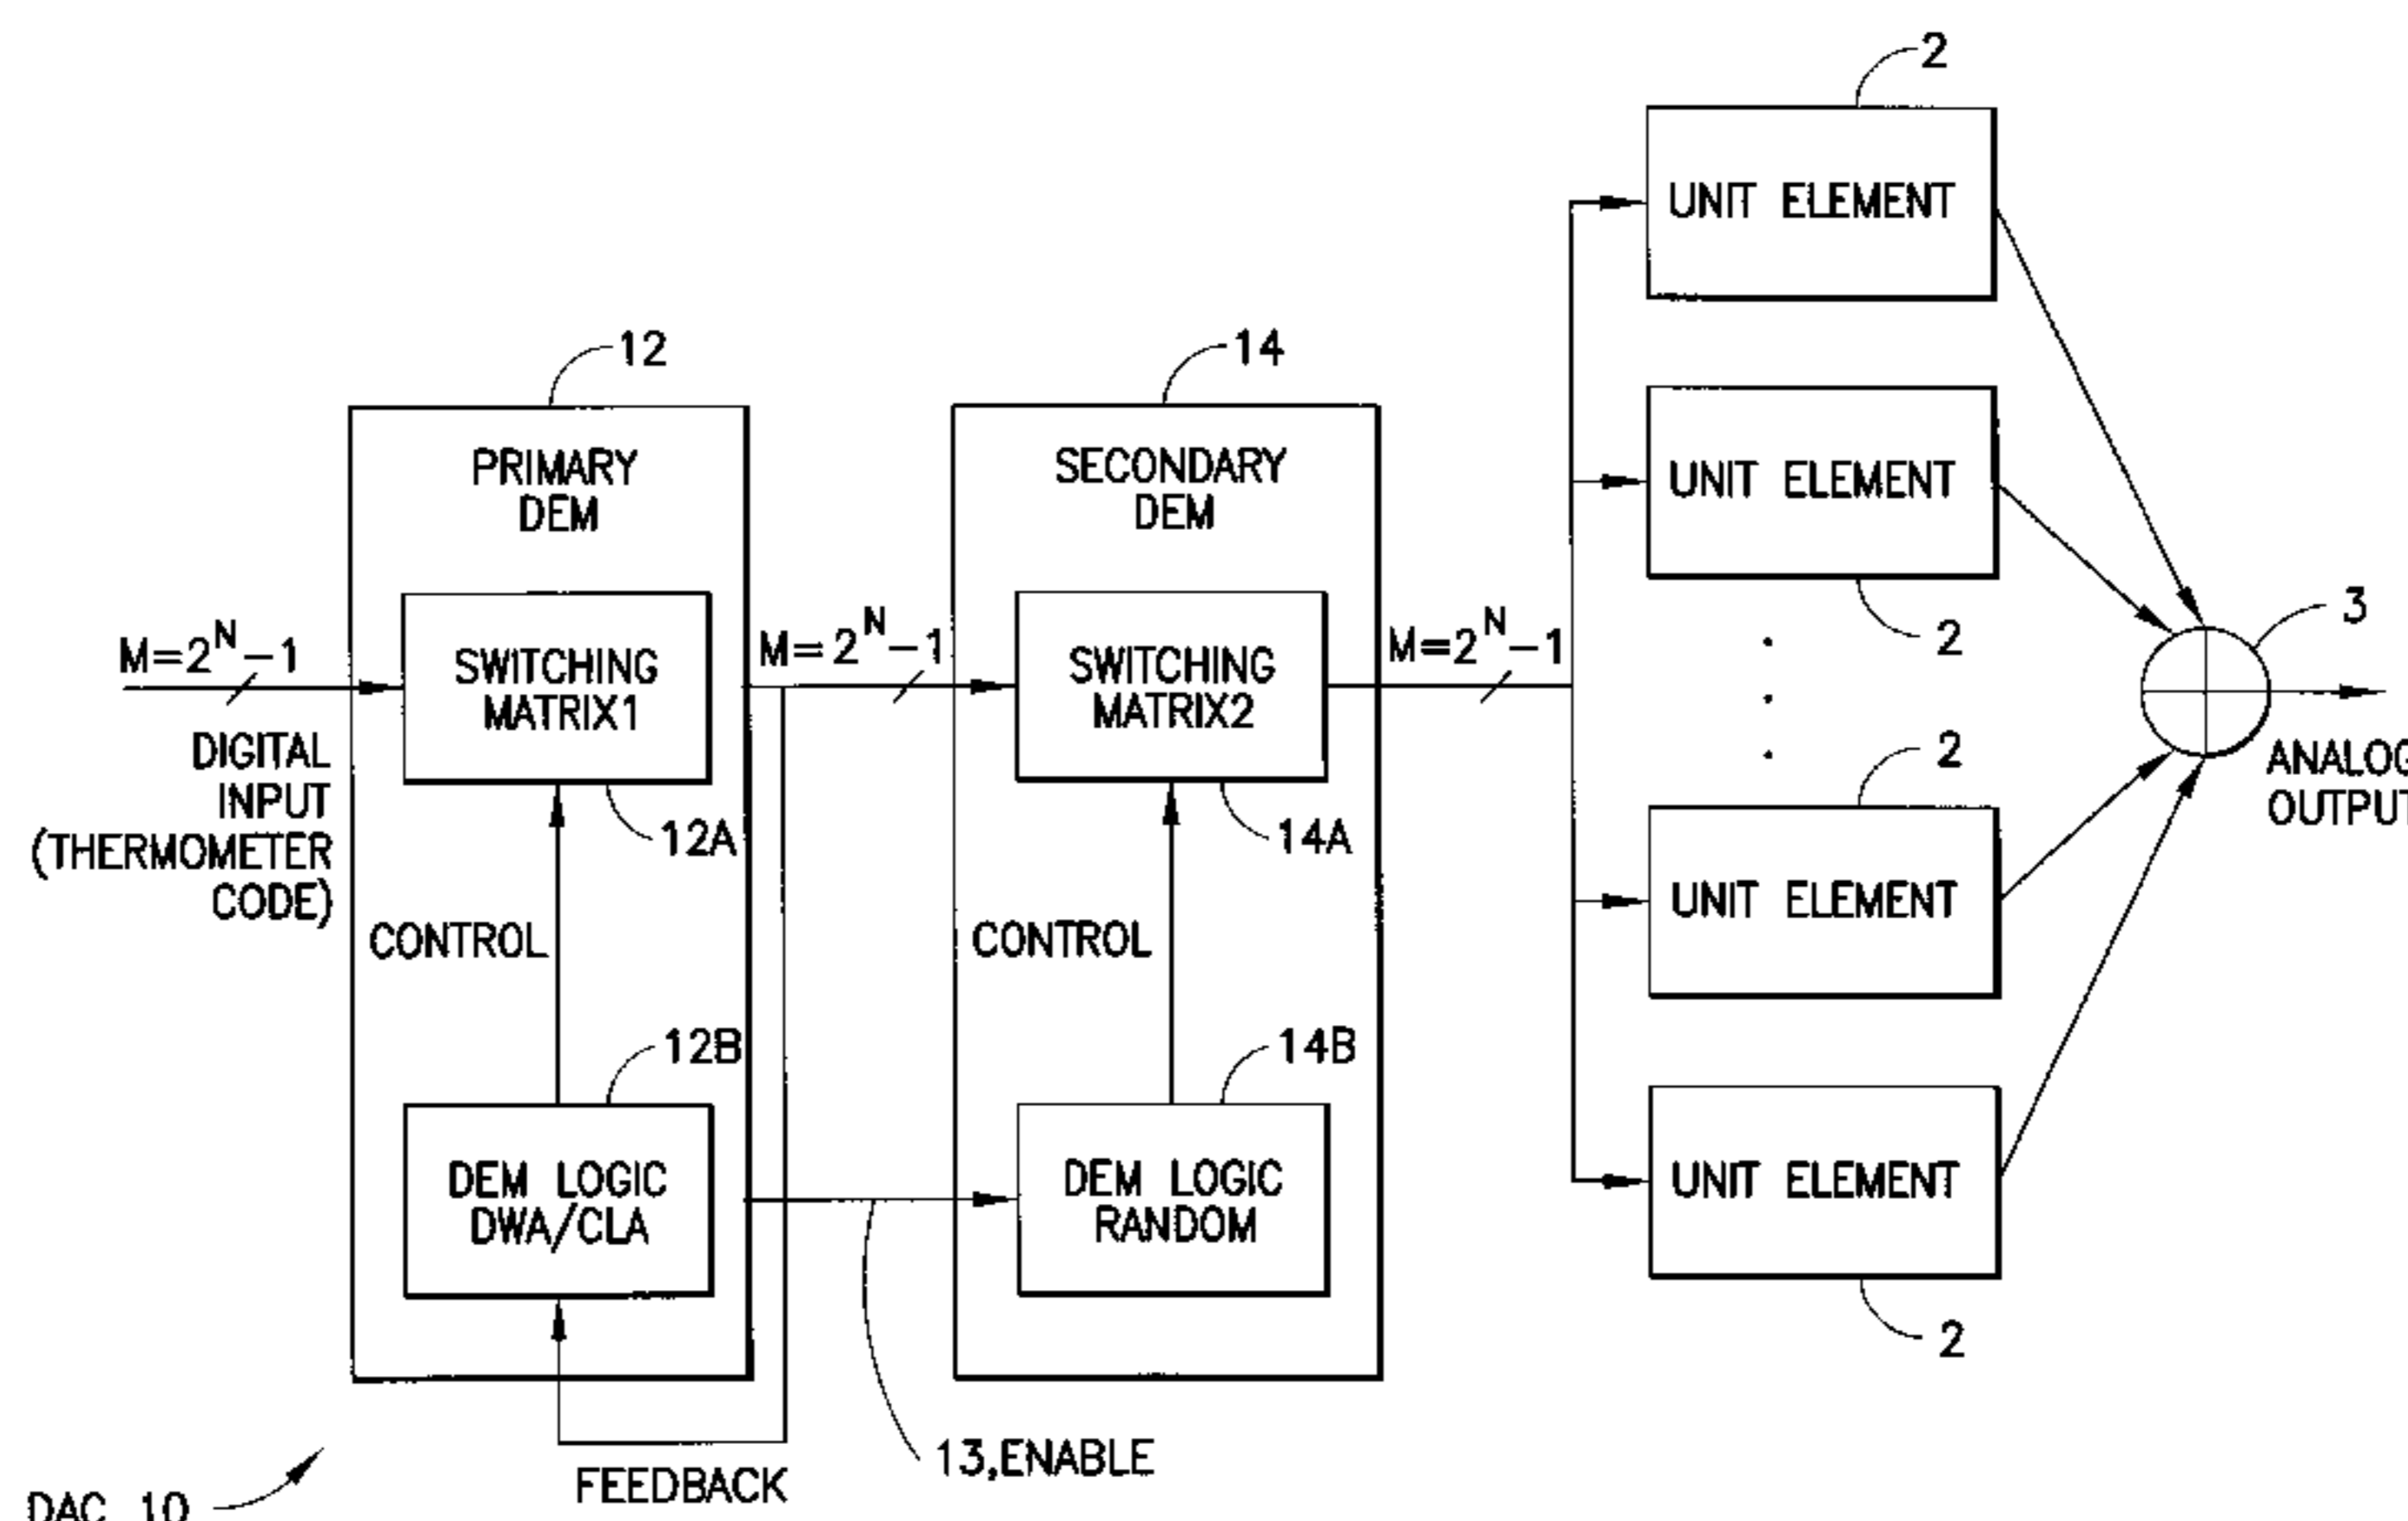 2
UNIT ELEMENT
12
14
PRIMARY
DEM
SECONDARY
DEM
UNIT ELEMENT
2
3
M=2^N-1
SWITCHING
MATRIX1
M=2^N-1
SWITCHING
MATRIX2
M=2^N-1
.
.
.
DIGITAL
INPUT
(THERMOMETER
CODE)
12A
14A
2
ANALOG
OUTPUT
CONTROL
CONTROL
UNIT ELEMENT
12B
14B
DEM LOGIC
DWA/CLA
DEM LOGIC
RANDOM
UNIT ELEMENT
2
13,ENABLE
FEEDBACK
DAC 10